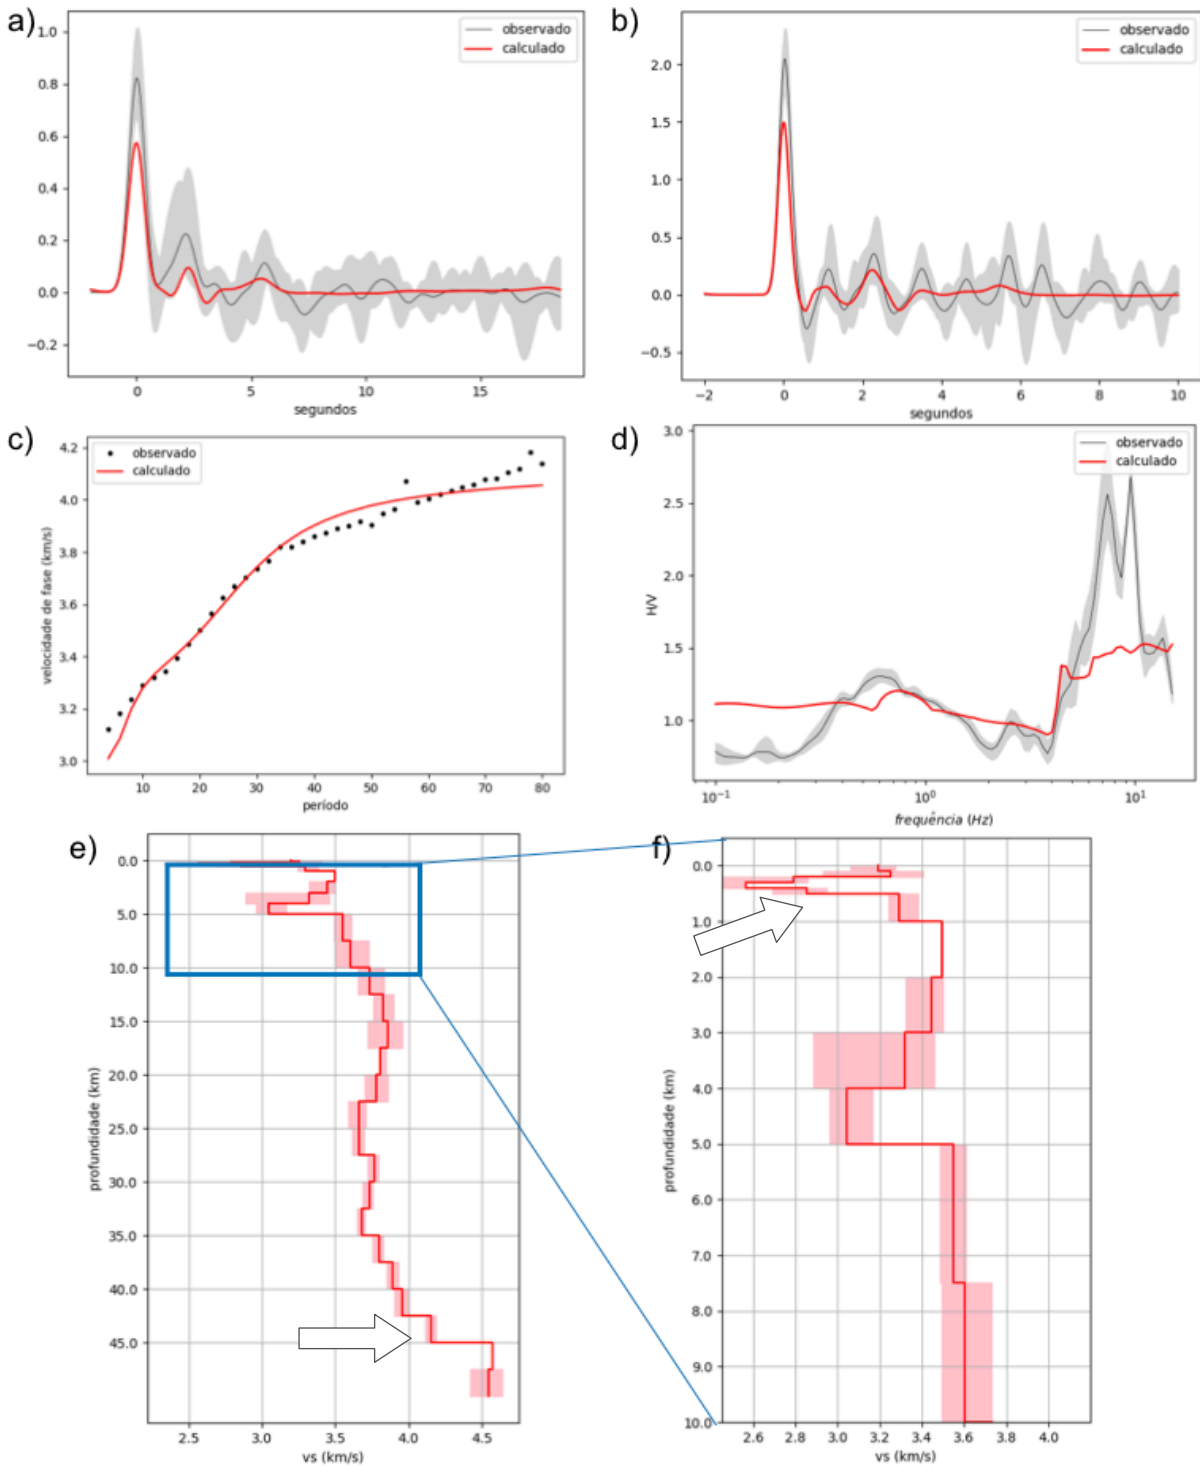 a)
observado
calculado
1.0
0.8
0.6
0.4
0.2
0.0
−0.2
0 5 10 15
segundos
b)
observado
calculado
2.0
1.5
1.0
0.5
0.0
−0.5
−2 0 2 4 6 8 10
segundos
c)
observado
calculado
4.2
4.0
3.8
3.6
3.4
3.2
3.0
velocidade de fase (km/s)
10 20 30 40 50 60 70 80
período
d)
observado
calculado
3.0
2.5
2.0
1.5
1.0
H/V
10⁻¹ 10⁰ 10¹
frequência (Hz)
e)
0.0
5.0
10.0
15.0
20.0
25.0
30.0
35.0
40.0
45.0
profundidade (km)
2.5 3.0 3.5 4.0 4.5
vs (km/s)
f)
0.0
1.0
2.0
3.0
4.0
5.0
6.0
7.0
8.0
9.0
10.0
profundidade (km)
2.6 2.8 3.0 3.2 3.4 3.6 3.8 4.0
vs (km/s)